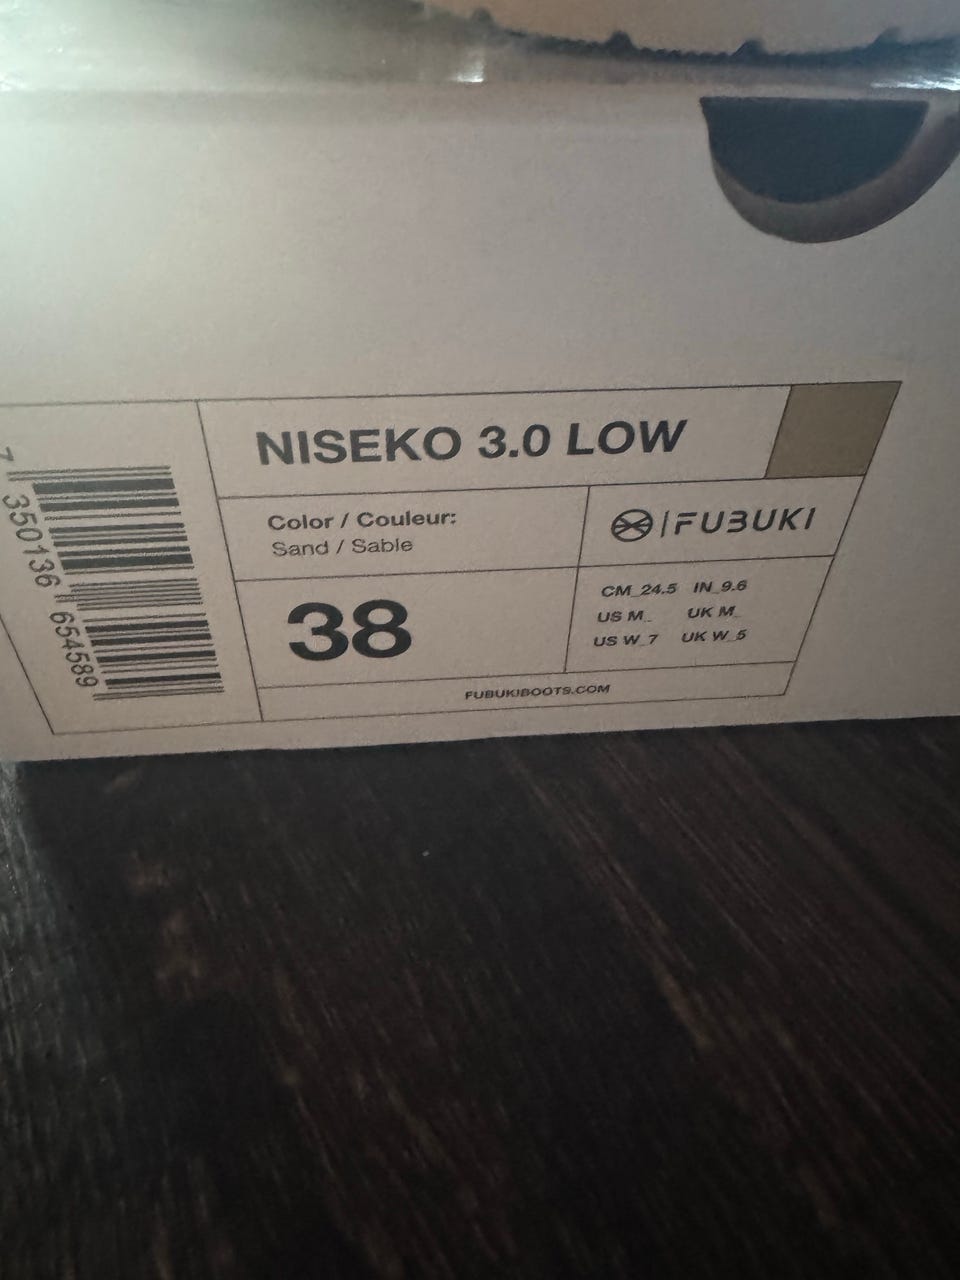 NISEKO 3.0 LOW
Color / Couleur:
Sand / Sable
FUBUKI
38
CM_24.5 IN_9.6
US M_ UK M_
US W_7 UK W_5
FUBUKIBOOTS.COM
7 350136 654589